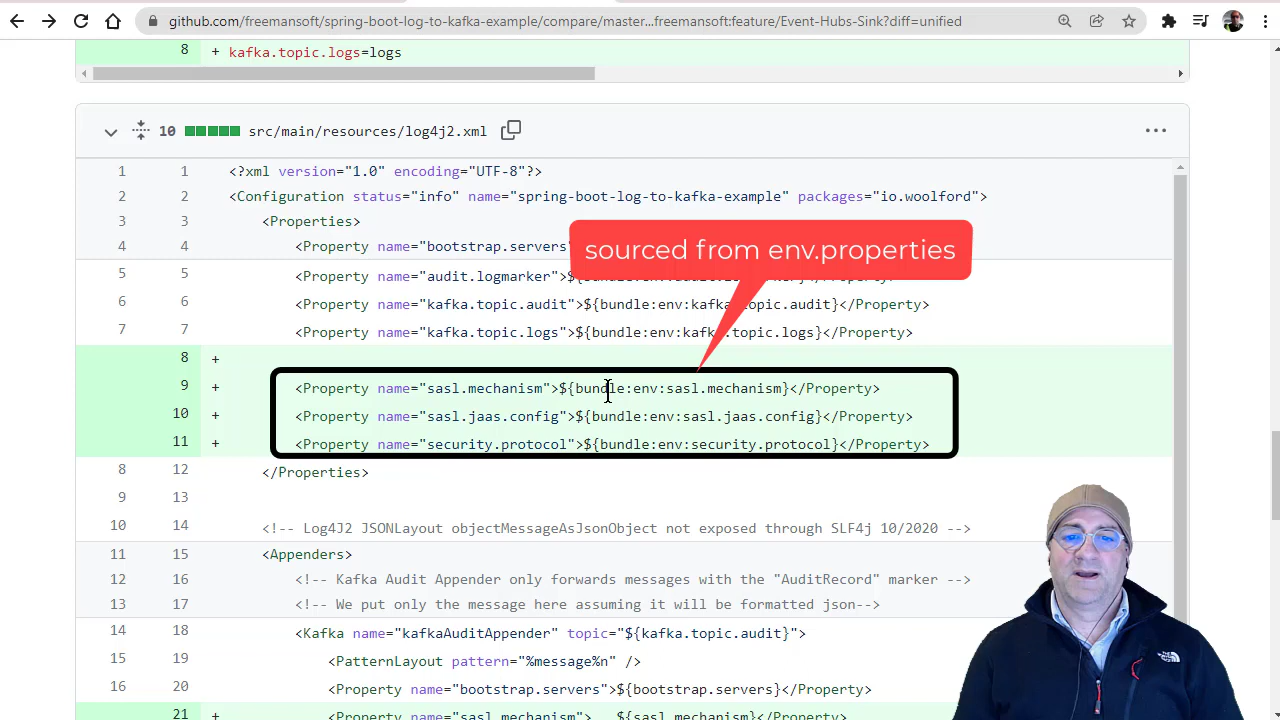 github.com/freemansoft/spring-boot-log-to-kafka-example/compare/master...freemansoft:feature/Event-Hubs-Sink?diff=unified
8 + kafka.topic.logs=logs
10 src/main/resources/log4j2.xml
1 1 <?xml version="1.0" encoding="UTF-8"?>
2 2 <Configuration status="info" name="spring-boot-log-to-kafka-example" packages="io.woolford">
3 3 <Properties>
sourced from env.properties
4 4 <Property name="bootstrap.servers"
5 5 <Property name="audit.logmarker">
6 6 <Property name="kafka.topic.audit">${bundle:env:kafka.topic.audit}</Property>
7 7 <Property name="kafka.topic.logs">${bundle:env:kafka.topic.logs}</Property>
8 +
9 + <Property name="sasl.mechanism">${bundle:env:sasl.mechanism}</Property>
10 + <Property name="sasl.jaas.config">${bundle:env:sasl.jaas.config}</Property>
11 + <Property name="security.protocol">${bundle:env:security.protocol}</Property>
8 12 </Properties>
9 13
10 14 <!-- Log4J2 JSONLayout objectMessageAsJsonObject not exposed through SLF4j 10/2020 -->
11 15 <Appenders>
12 16 <!-- Kafka Audit Appender only forwards messages with the "AuditRecord" marker -->
13 17 <!-- We put only the message here assuming it will be formatted json-->
14 18 <Kafka name="kafkaAuditAppender" topic="${kafka.topic.audit}">
15 19 <PatternLayout pattern="%message%n" />
16 20 <Property name="bootstrap.servers">${bootstrap.servers}</Property>
21 + <Property name="sasl.mechanism">${sasl.mechanism}</Property>